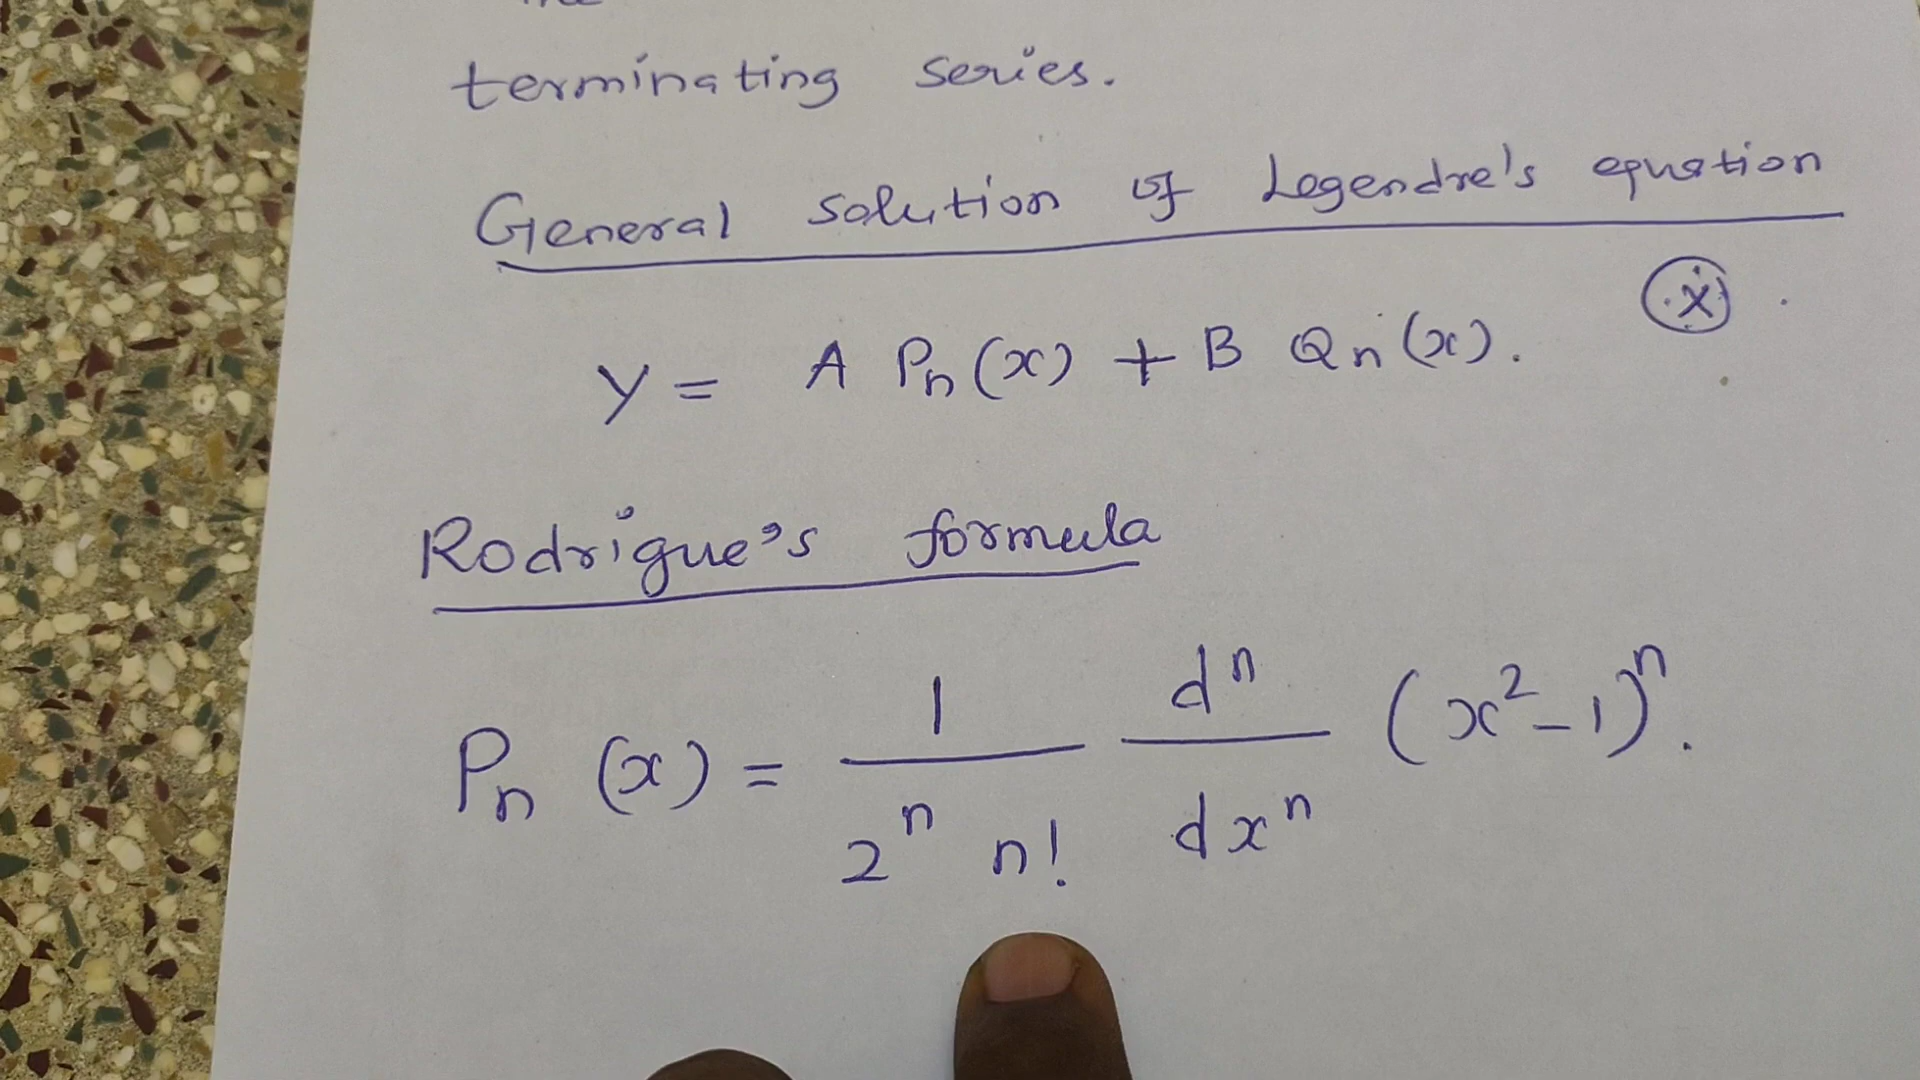 terminating series.
General solution of Legendre's equation
(x)
y = A Pn(x) + B Qn(x).
Rodrigue's formula
Pn (x) = 1 / 2^n n! d^n / dx^n (x^2 - 1)^n.